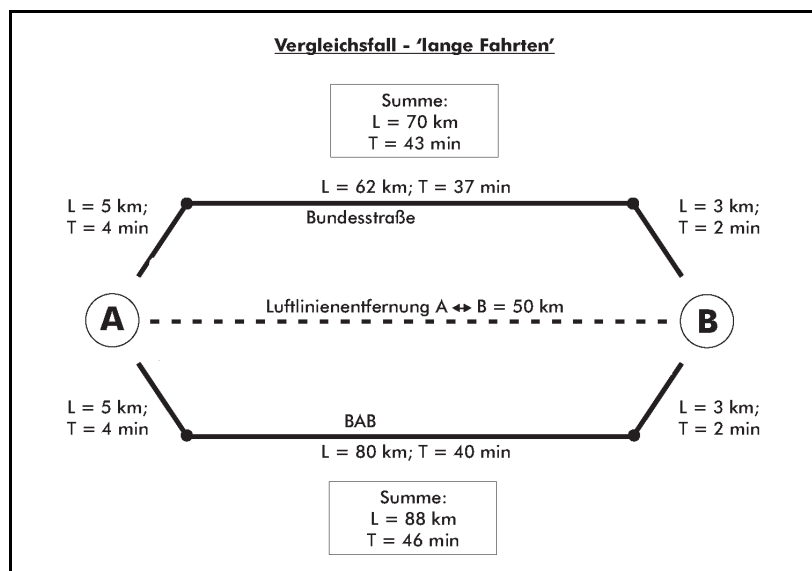 Vergleichsfall - 'lange Fahrten'
Summe:
L = 70 km
T = 43 min
L = 62 km; T = 37 min
L = 5 km;
T = 4 min
Bundesstraße
L = 3 km;
T = 2 min
A
Luftlinienentfernung A ↔ B = 50 km
B
L = 5 km;
T = 4 min
BAB
L = 3 km;
T = 2 min
L = 80 km; T = 40 min
Summe:
L = 88 km
T = 46 min